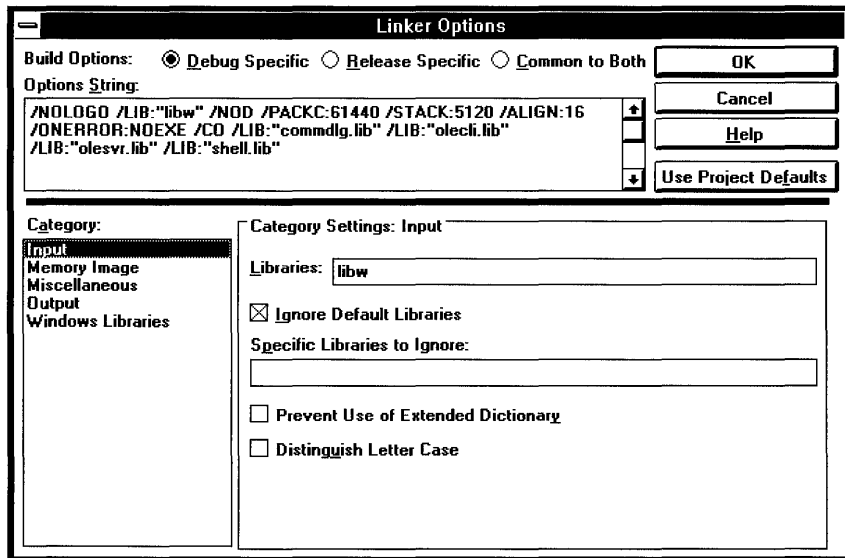 Linker Options
Build Options: Debug Specific Release Specific Common to Both
OK
Options String:
/NOLOGO /LIB:"libw" /NOD /PACKC:61440 /STACK:5120 /ALIGN:16
/ONERROR:NOEXE /CO /LIB:"commdlg.lib" /LIB:"olecli.lib"
/LIB:"olesvr.lib" /LIB:"shell.lib"
Cancel
Help
Use Project Defaults
Category:
Input
Memory Image
Miscellaneous
Output
Windows Libraries
Category Settings: Input
Libraries: libw
Ignore Default Libraries
Specific Libraries to Ignore:
Prevent Use of Extended Dictionary
Distinguish Letter Case